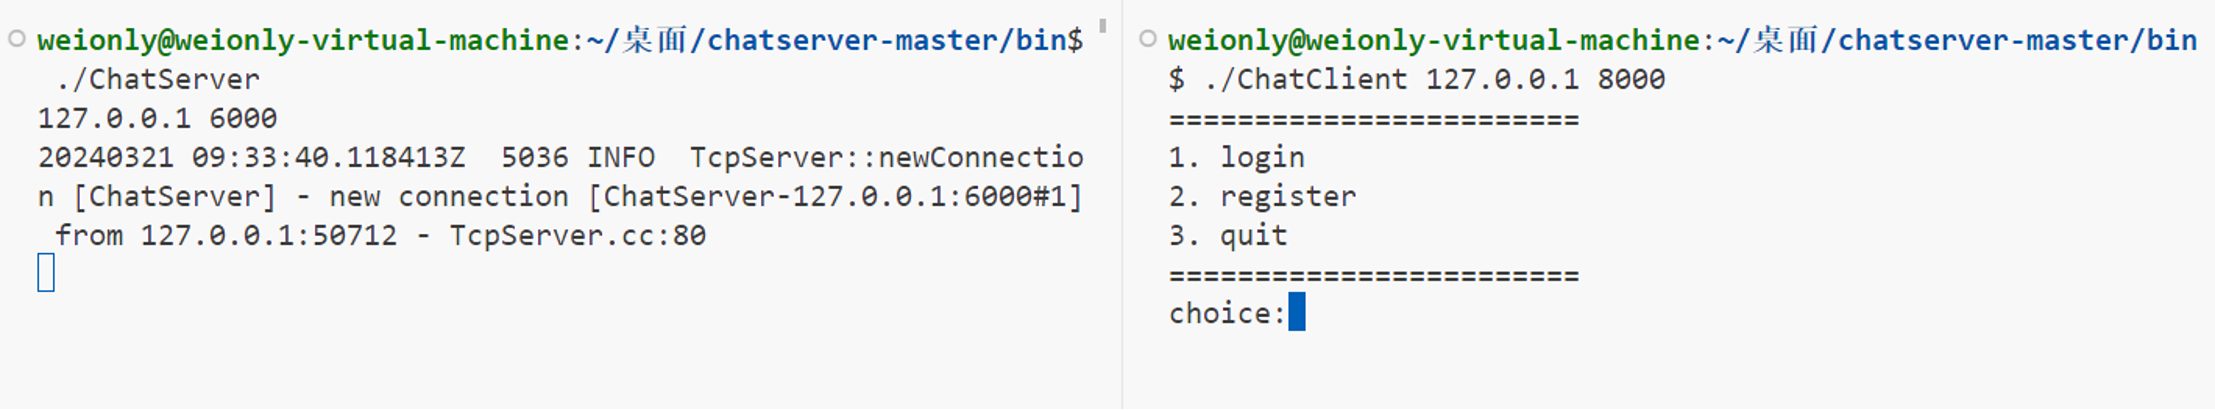 weionly@weionly-virtual-machine:~/桌面/chatserver-master/bin$
./ChatServer
127.0.0.1 6000
20240321 09:33:40.118413Z  5036 INFO  TcpServer::newConnectio
n [ChatServer] - new connection [ChatServer-127.0.0.1:6000#1]
from 127.0.0.1:50712 - TcpServer.cc:80
weionly@weionly-virtual-machine:~/桌面/chatserver-master/bin
$ ./ChatClient 127.0.0.1 8000
========================
1. login
2. register
3. quit
========================
choice: